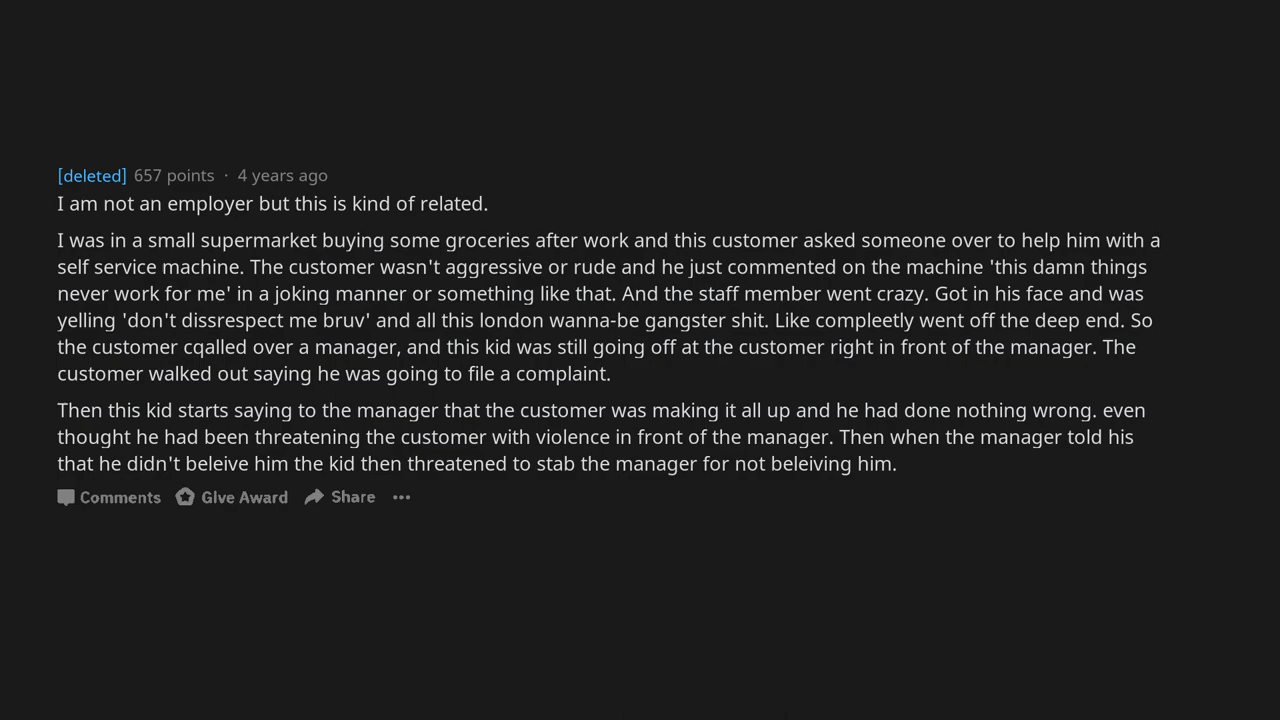 [deleted] 657 points · 4 years ago
I am not an employer but this is kind of related.
I was in a small supermarket buying some groceries after work and this customer asked someone over to help him with a
self service machine. The customer wasn't aggressive or rude and he just commented on the machine 'this damn things
never work for me' in a joking manner or something like that. And the staff member went crazy. Got in his face and was
yelling 'don't dissrespect me bruv' and all this london wanna-be gangster shit. Like compleetly went off the deep end. So
the customer cqalled over a manager, and this kid was still going off at the customer right in front of the manager. The
customer walked out saying he was going to file a complaint.
Then this kid starts saying to the manager that the customer was making it all up and he had done nothing wrong. even
thought he had been threatening the customer with violence in front of the manager. Then when the manager told his
that he didn't beleive him the kid then threatened to stab the manager for not beleiving him.
Comments Give Award Share ···